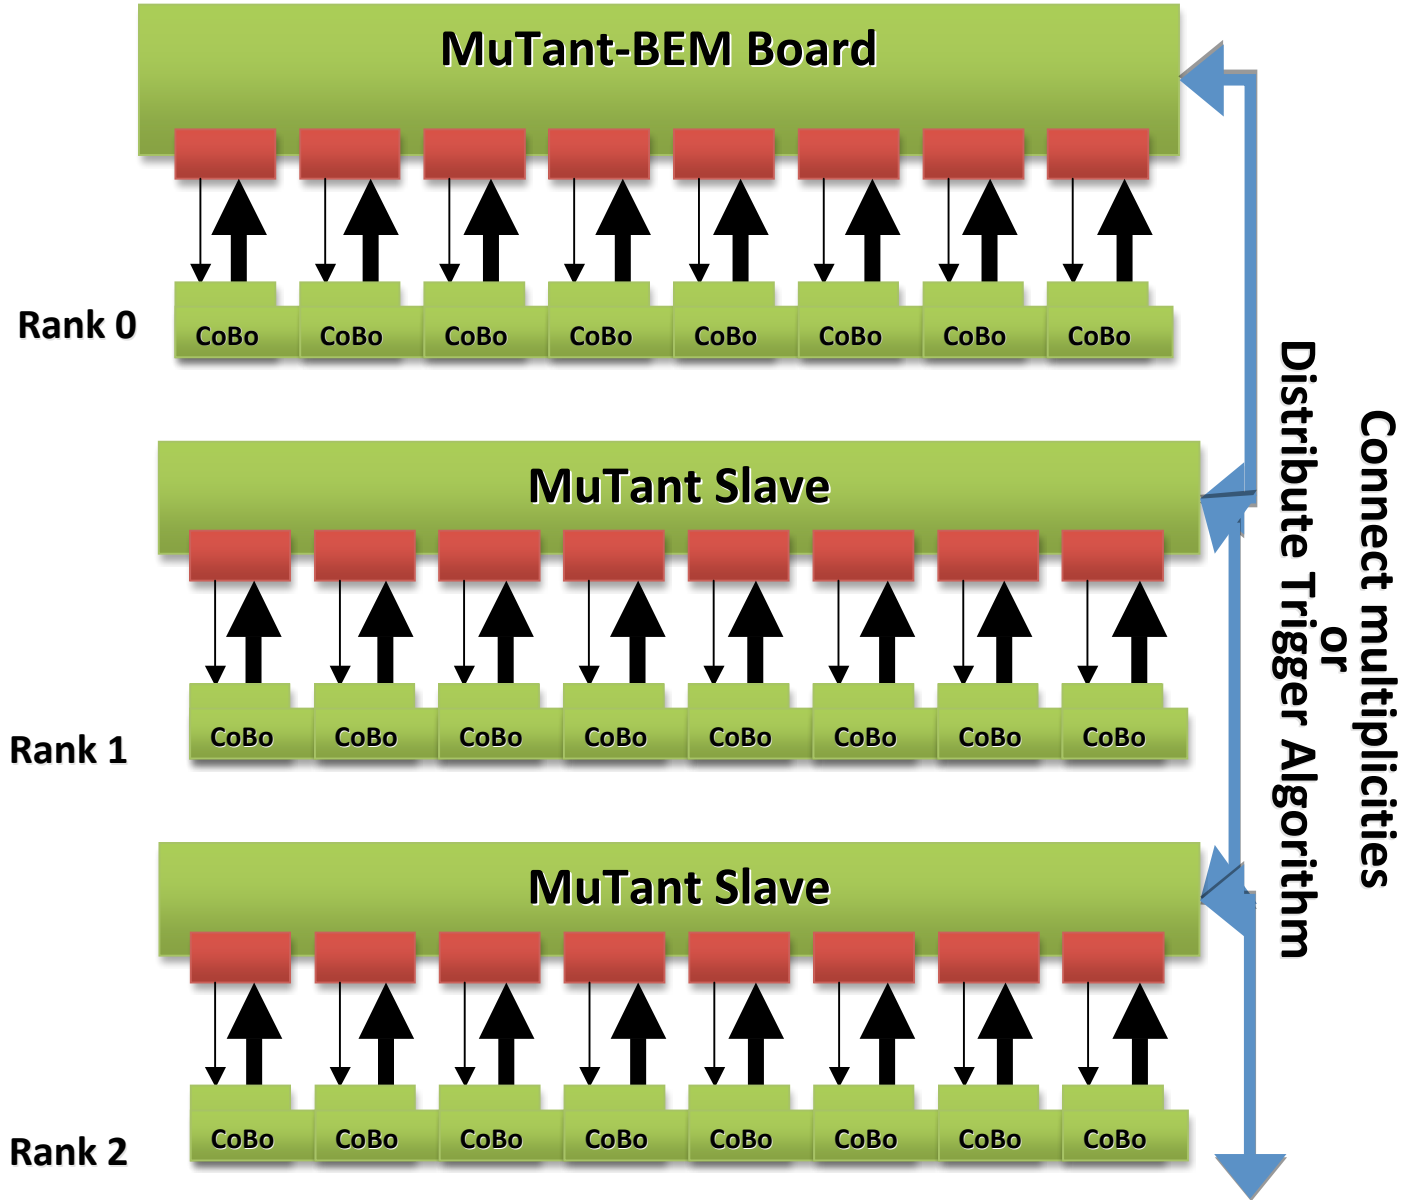 MuTant-BEM Board
Rank 0
CoBo CoBo CoBo CoBo CoBo CoBo CoBo CoBo
MuTant Slave
Rank 1
CoBo CoBo CoBo CoBo CoBo CoBo CoBo CoBo
MuTant Slave
Rank 2
CoBo CoBo CoBo CoBo CoBo CoBo CoBo CoBo
Connect multiplicities
or
Distribute Trigger Algorithm